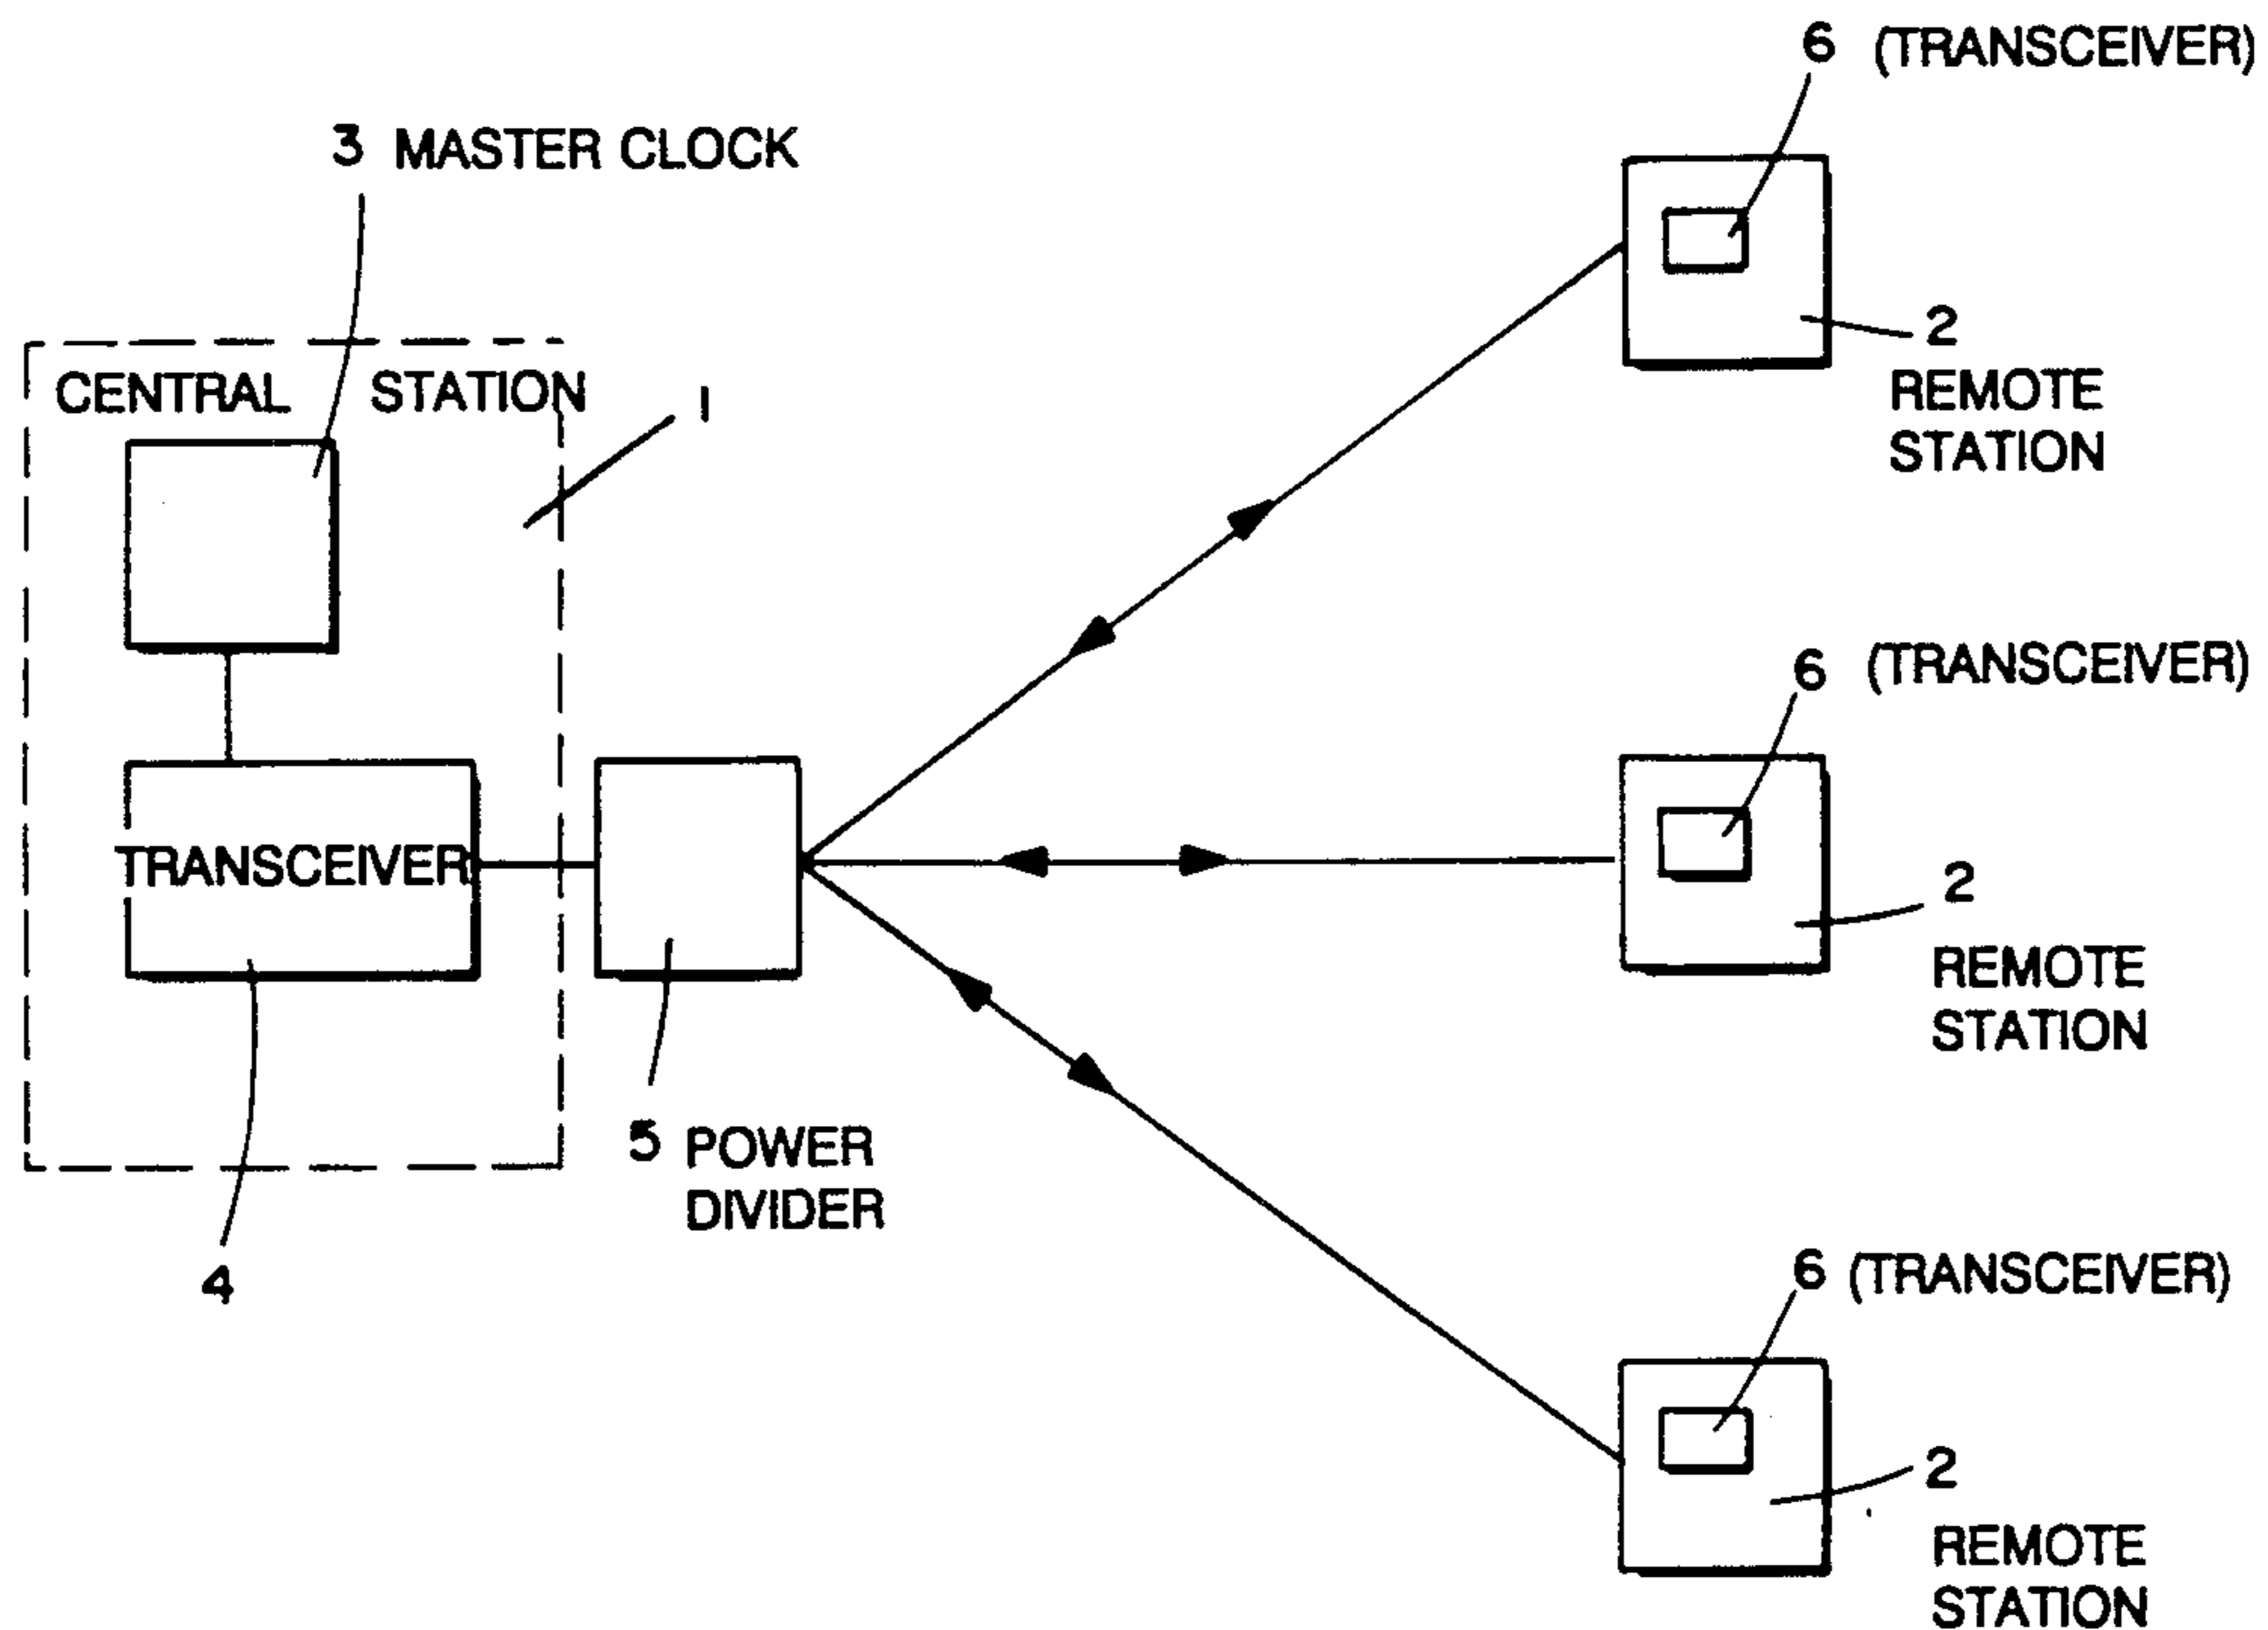 6 (TRANSCEIVER)
3 MASTER CLOCK
2
REMOTE
STATION
CENTRAL STATION
1
6 (TRANSCEIVER)
TRANSCEIVER
2
REMOTE
STATION
5 POWER
DIVIDER
4
6 (TRANSCEIVER)
2
REMOTE
STATION